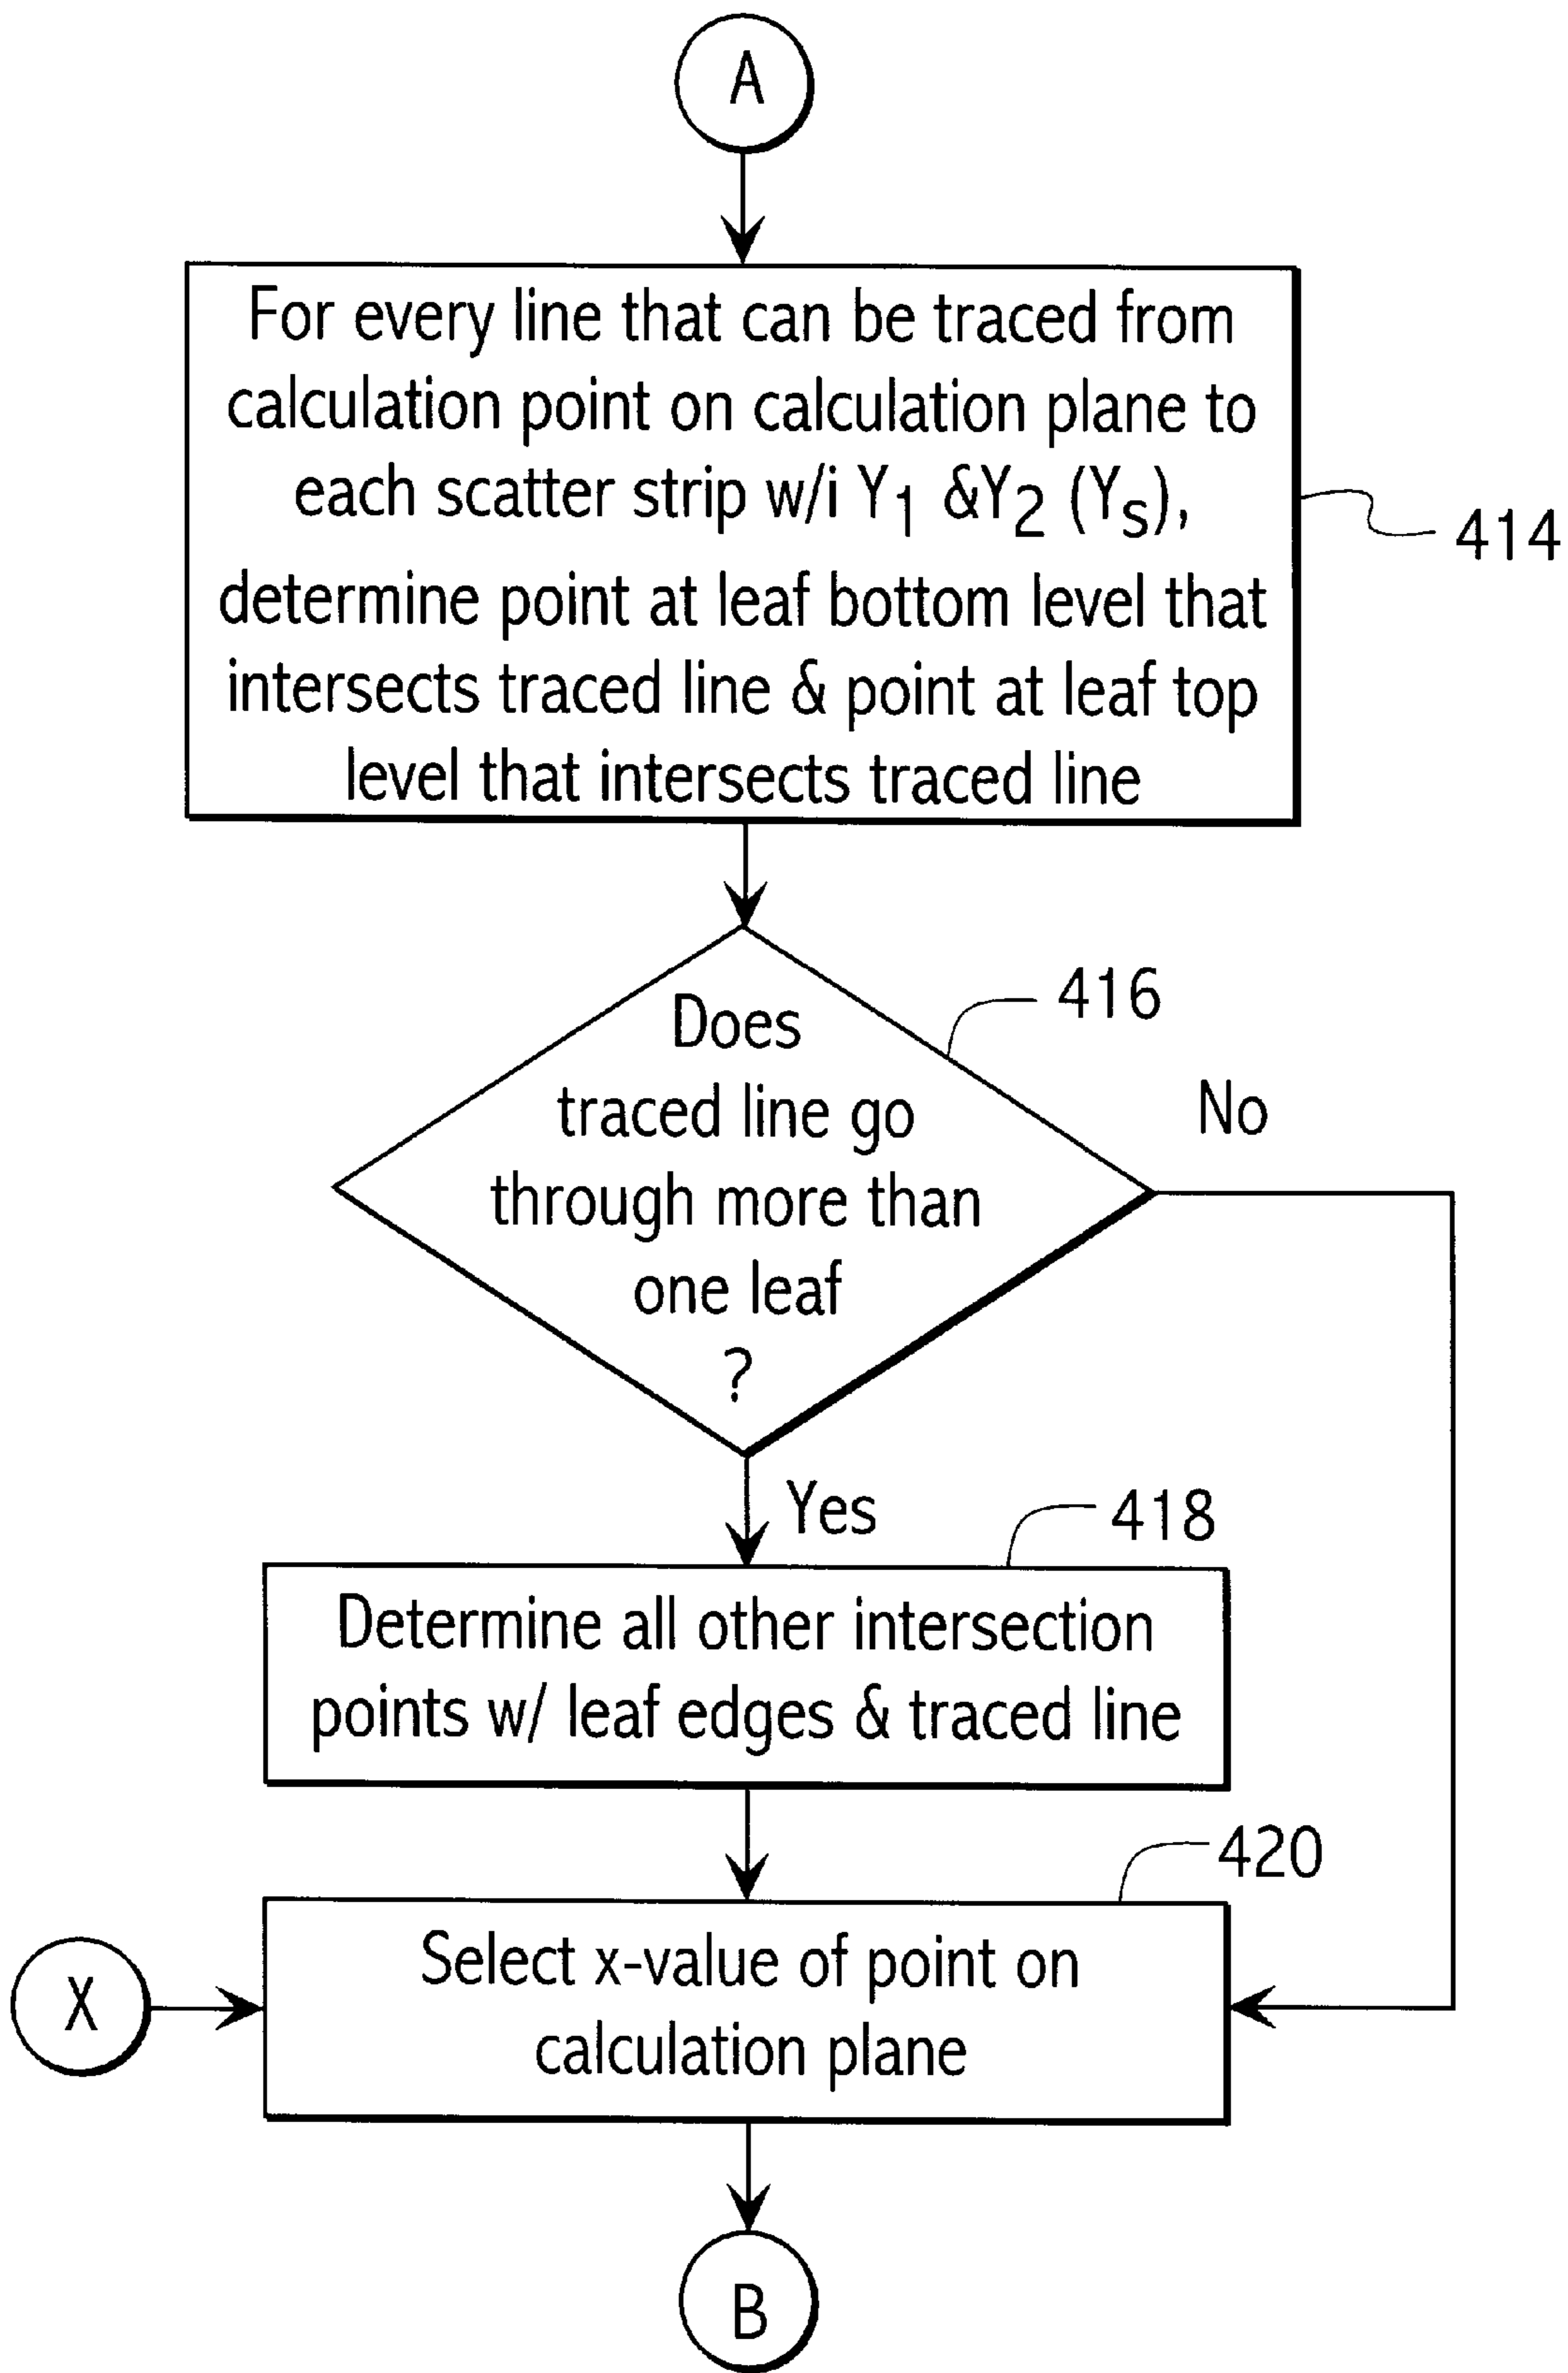 A
For every line that can be traced from
calculation point on calculation plane to
each scatter strip w/i Y1 &Y2 (Ys),
determine point at leaf bottom level that
intersects traced line & point at leaf top
level that intersects traced line
414
Does
traced line go
through more than
one leaf
?
416
No
Yes
418
Determine all other intersection
points w/ leaf edges & traced line
420
Select x-value of point on
calculation plane
X
B